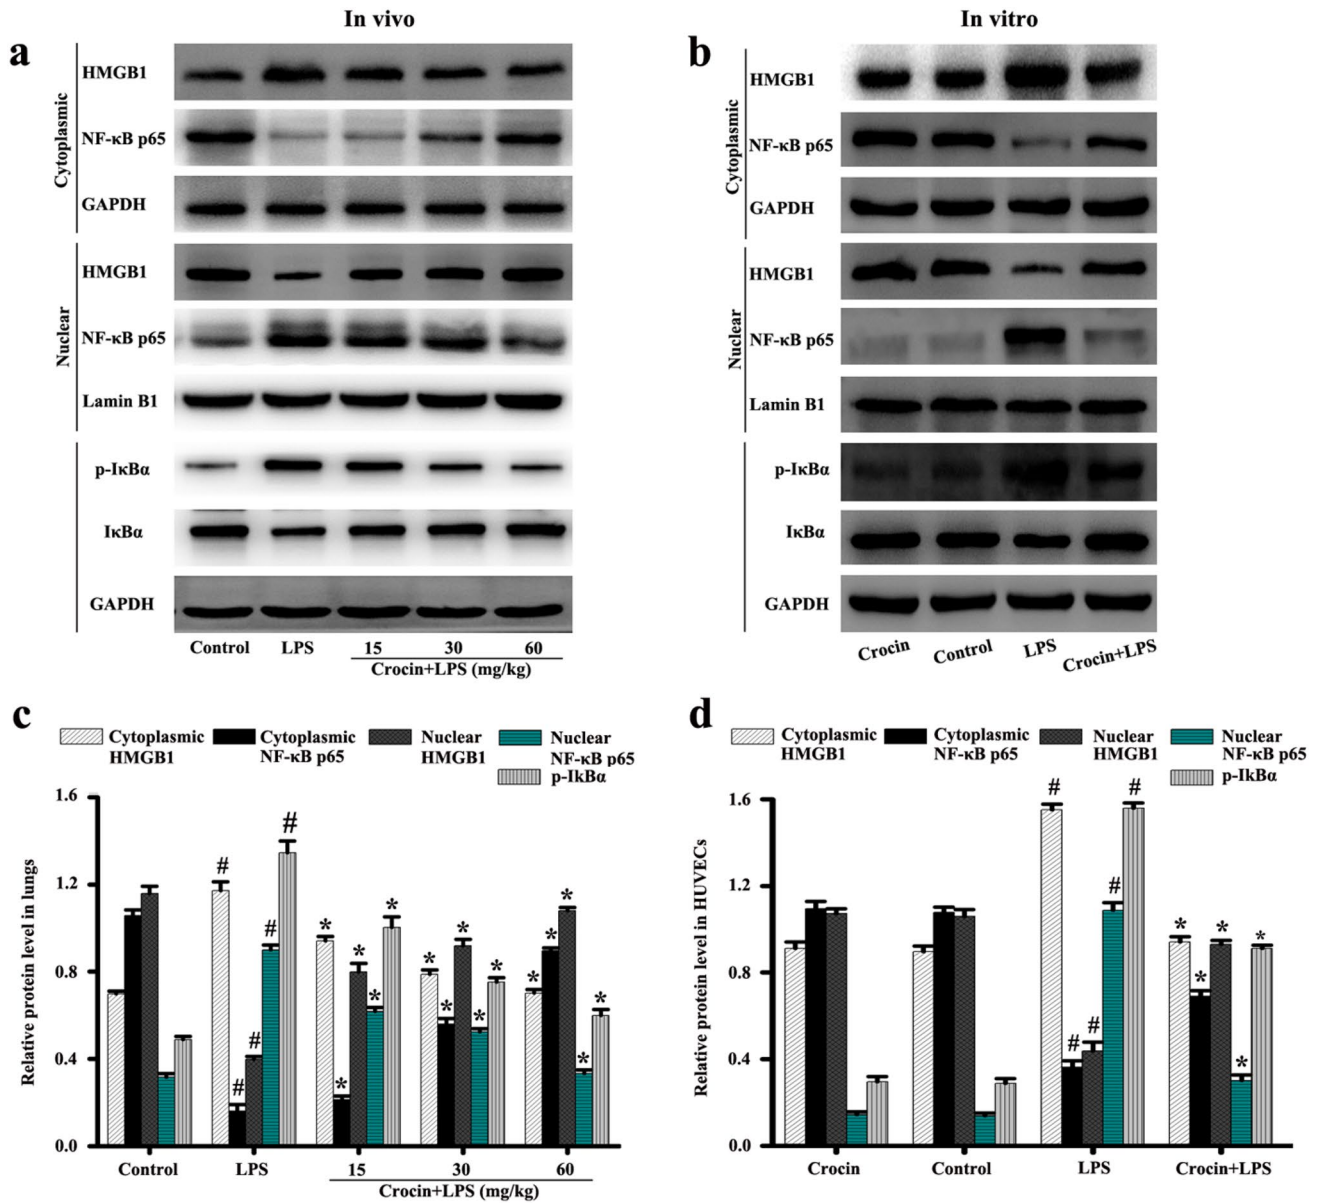 In vivo
In vitro
a
b
Cytoplasmic
HMGB1
NF-κB p65
GAPDH
Nuclear
HMGB1
NF-κB p65
Lamin B1
p-IκBα
IκBα
GAPDH
Control LPS 15 30 60
Crocin+LPS (mg/kg)
Cytoplasmic
HMGB1
NF-κB p65
GAPDH
Nuclear
HMGB1
NF-κB p65
Lamin B1
p-IκBα
IκBα
GAPDH
Crocin Control LPS Crocin+LPS
c
Cytoplasmic HMGB1
Cytoplasmic NF-κB p65
Nuclear HMGB1
Nuclear NF-κB p65
p-IkBα
Relative protein level in lungs
1.6
1.2
0.8
0.4
0.0
# # # # #
* * * * *
* * * * *
* * * * *
Control LPS 15 30 60
Crocin+LPS (mg/kg)
d
Cytoplasmic HMGB1
Cytoplasmic NF-κB p65
Nuclear HMGB1
Nuclear NF-κB p65
p-IkBα
Relative protein level in HUVECs
1.6
1.2
0.8
0.4
0.0
# # # # #
* * * * *
Crocin Control LPS Crocin+LPS